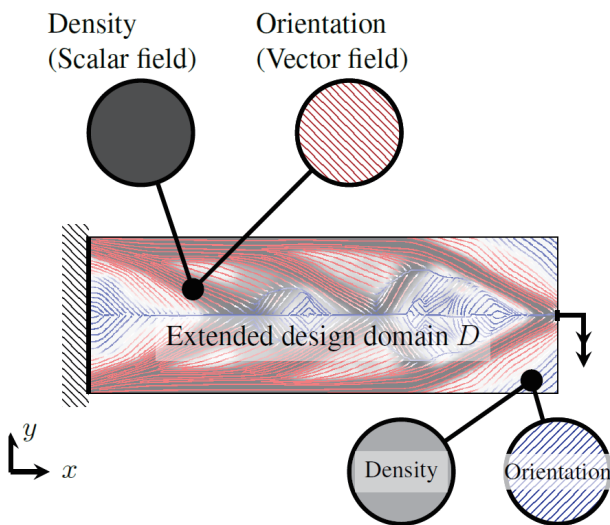 Density
(Scalar field)
Orientation
(Vector field)
Extended design domain D
y
x
Density
Orientation